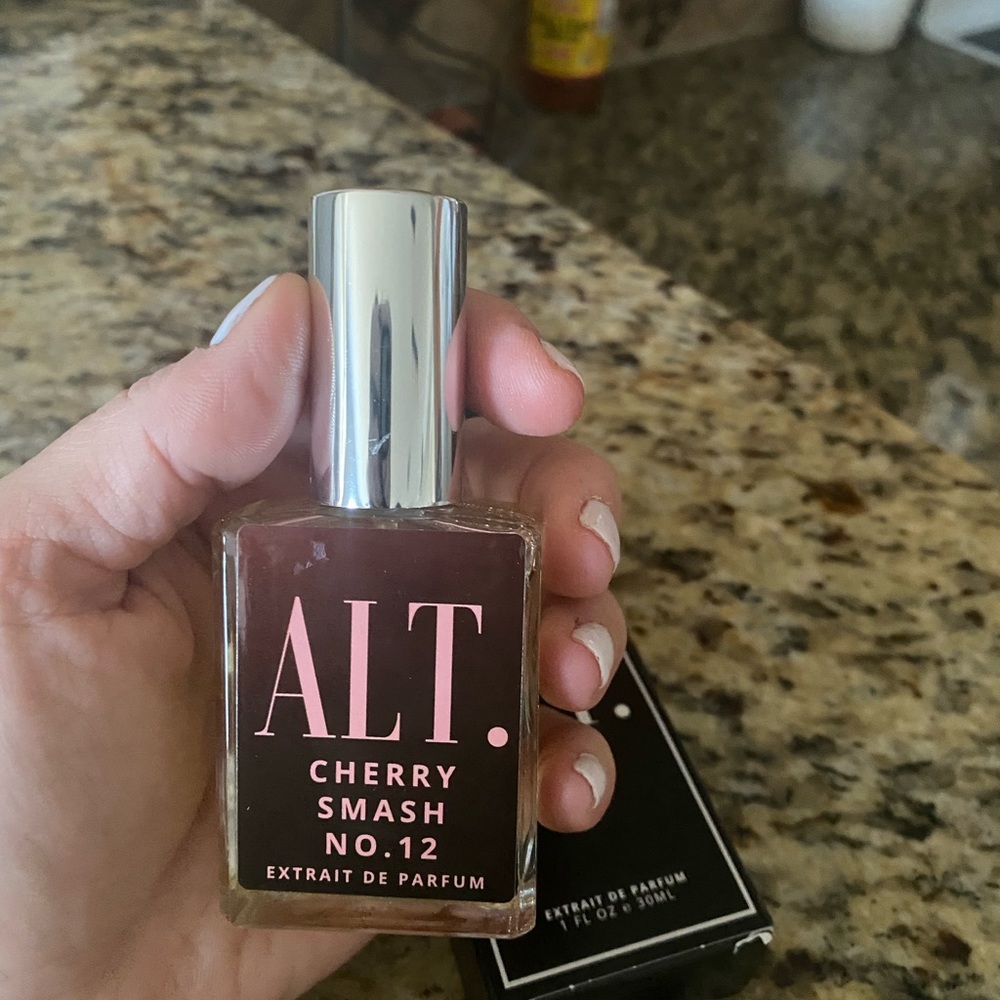 ALT.
CHERRY
SMASH
NO.12
EXTRAIT DE PARFUM
EXTRAIT DE PARFUM
1 FL OZ e 30ML